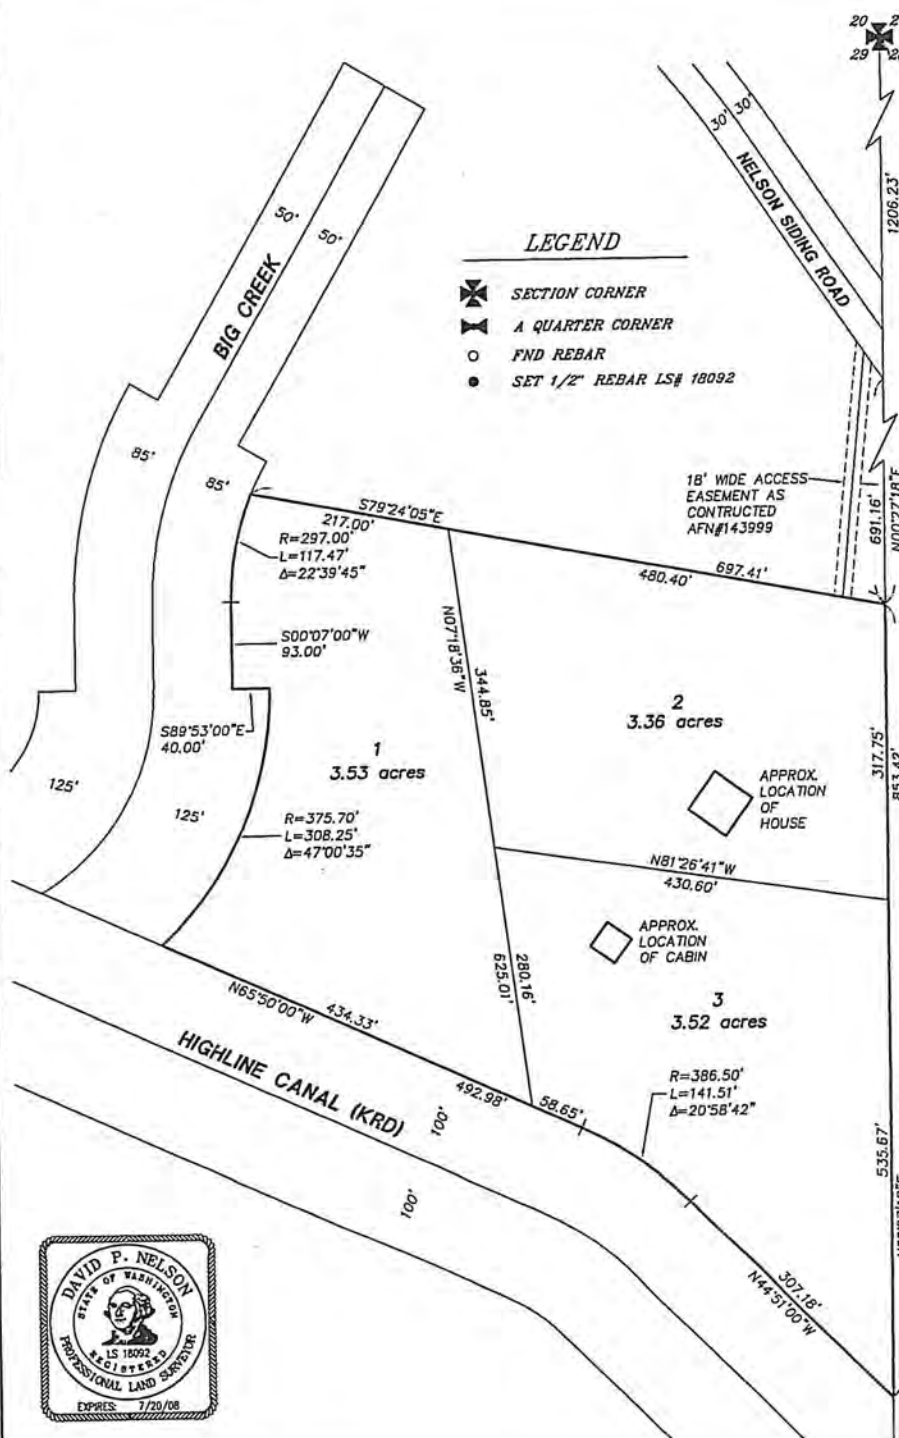 20
29
1206.23'
30'
30'
NELSON SIDING ROAD
50'
50'
BIG CREEK
LEGEND
SECTION CORNER
A QUARTER CORNER
FND REBAR
SET 1/2" REBAR LS# 18092
85'
85'
18' WIDE ACCESS
EASEMENT AS
CONTRUCTED
AFN#143999
691.16'
N00°27'18"E
S79°24'05"E
217.00'
R=297.00'
L=117.47'
Δ=22°39'45"
697.41'
480.40'
S00°07'00"W
93.00'
N07°18'36"W
344.85'
2
3.36 acres
S89°53'00"E
40.00'
1
3.53 acres
317.75'
853.42'
APPROX.
LOCATION
OF
HOUSE
125'
125'
R=375.70'
L=308.25'
Δ=47°00'35"
N81°26'41"W
430.60'
APPROX.
LOCATION
OF CABIN
280.16'
625.01'
3
3.52 acres
N65°50'00"W
434.33'
HIGHLINE CANAL (KRD)
492.98'
58.65'
100'
100'
R=386.50'
L=141.51'
Δ=20°58'42"
535.67'
307.18'
N44°51'00"W
DAVID P. NELSON
STATE OF WASHINGTON
LS 18092
REGISTERED
PROFESSIONAL LAND SURVEYOR
EXPIRES: 7/20/08